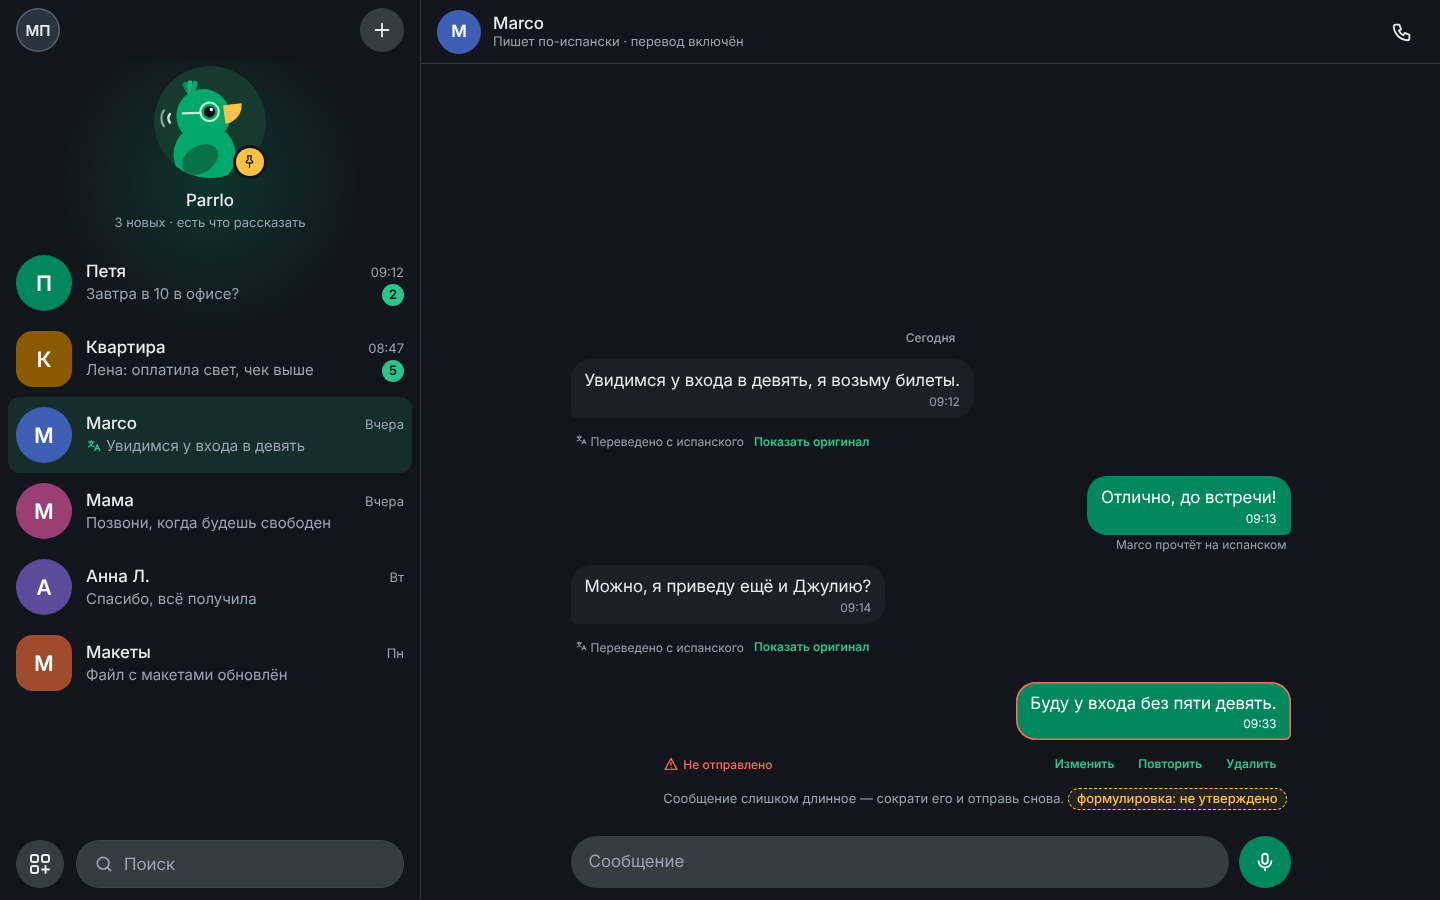 МП
Parrlo
3 новых · есть что рассказать
П
Петя
09:12
Завтра в 10 в офисе?
2
К
Квартира
08:47
Лена: оплатила свет, чек выше
5
M
Marco
Вчера
Увидимся у входа в девять
М
Мама
Вчера
Позвони, когда будешь свободен
А
Анна Л.
Вт
Спасибо, всё получила
М
Макеты
Пн
Файл с макетами обновлён
Поиск
M
Marco
Пишет по-испански · перевод включён
Сегодня
Увидимся у входа в девять, я возьму билеты.
09:12
Переведено с испанского Показать оригинал
Отлично, до встречи!
09:13
Marco прочтёт на испанском
Можно, я приведу ещё и Джулию?
09:14
Переведено с испанского Показать оригинал
Буду у входа без пяти девять.
09:33
Не отправлено
Изменить Повторить Удалить
Сообщение слишком длинное — сократи его и отправь снова. формулировка: не утверждено
Сообщение